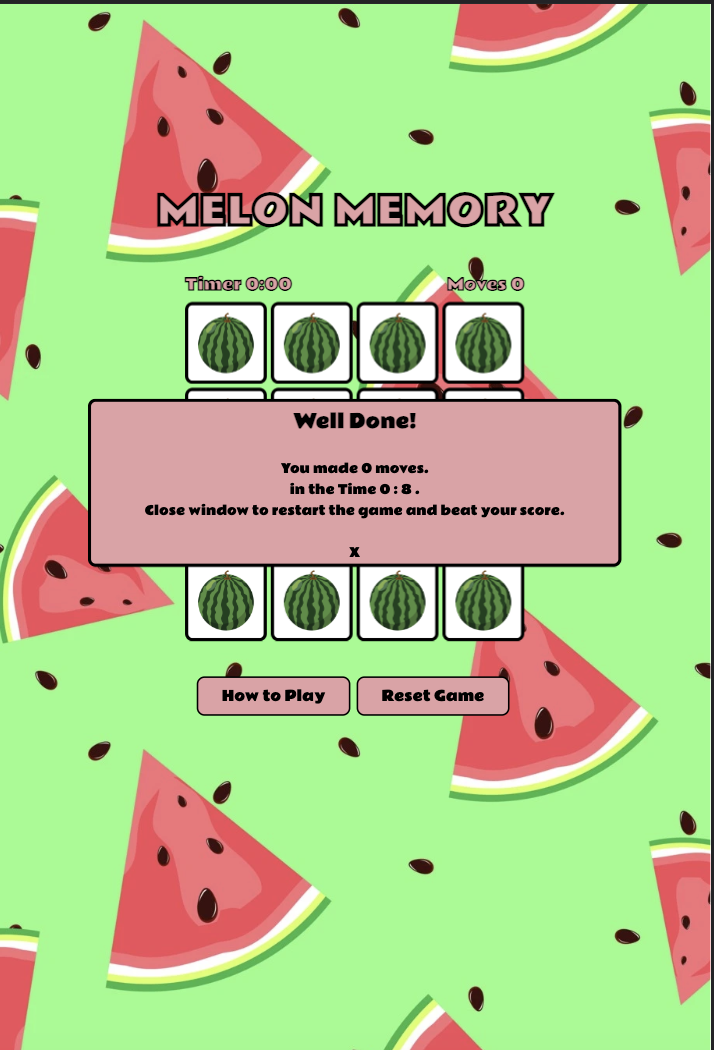 MELON MEMORY
Timer 0:00 Moves 0
Well Done!
You made 0 moves.
in the Time 0 : 8 .
Close window to restart the game and beat your score.
x
How to Play Reset Game